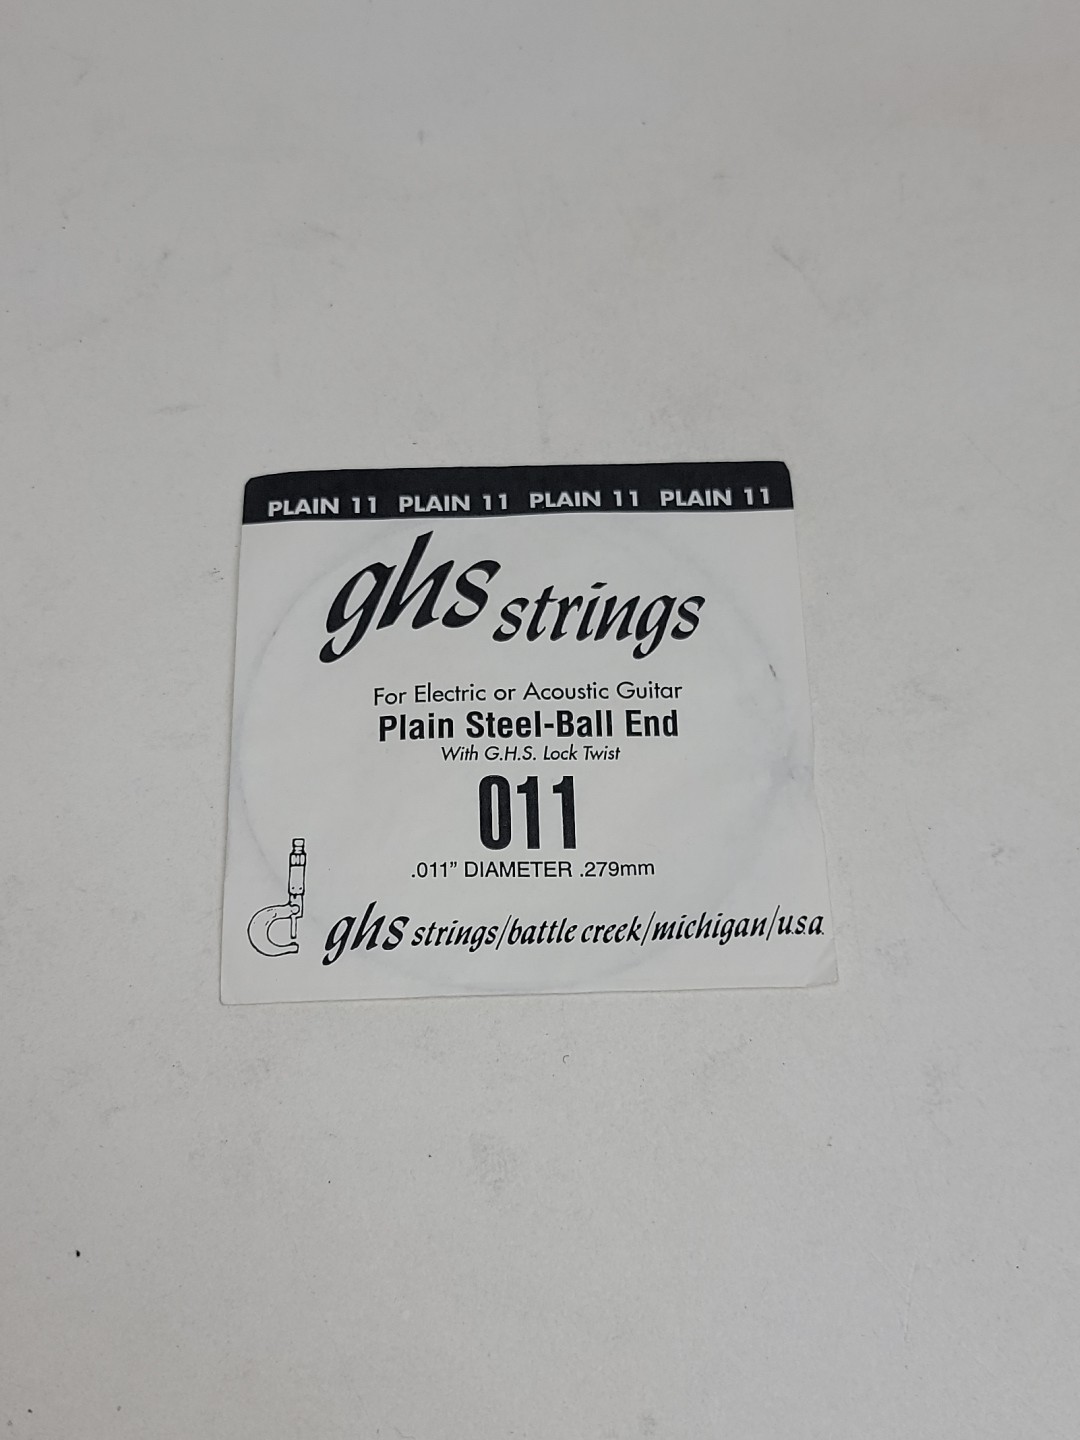 PLAIN 11 PLAIN 11 PLAIN 11 PLAIN 11
ghs strings
For Electric or Acoustic Guitar
Plain Steel-Ball End
With G.H.S. Lock Twist
011
.011” DIAMETER .279mm
ghs strings/battle creek/michigan/u.s.a.